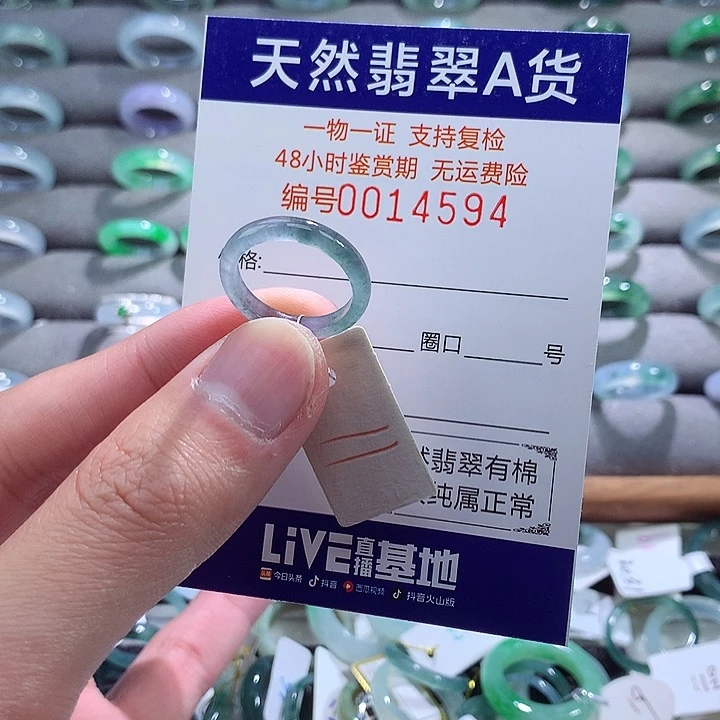 天然翡翠A货
一物一证 支持复检
48小时鉴赏期 无运费险
编号0014594
格:
圈口 号
翡翠有棉
纯属正常
LiVE直播基地
今日头条 抖音 西瓜视频 抖音火山版